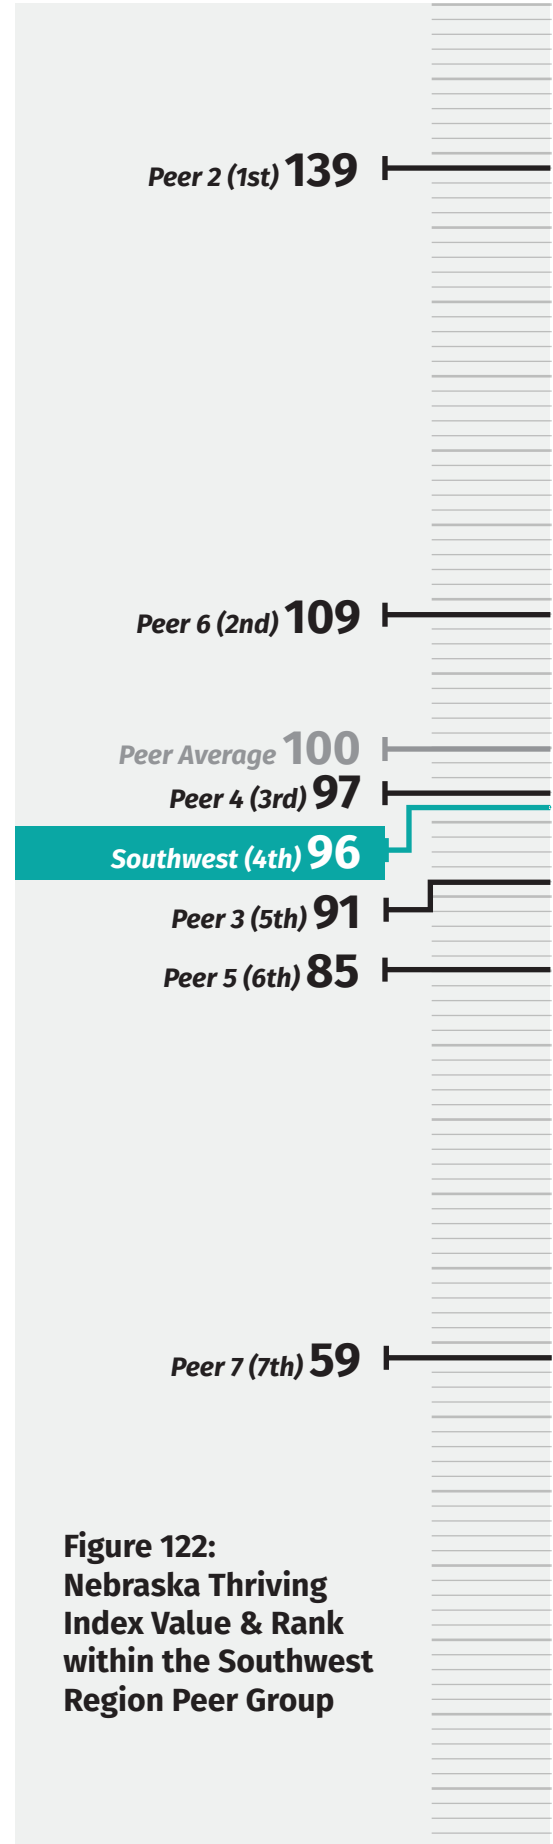 Peer 2 (1st) 139
Peer 6 (2nd) 109
Peer Average 100
Peer 4 (3rd) 97
Southwest (4th) 96
Peer 3 (5th) 91
Peer 5 (6th) 85
Peer 7 (7th) 59
Figure 122:
Nebraska Thriving
Index Value & Rank
within the Southwest
Region Peer Group